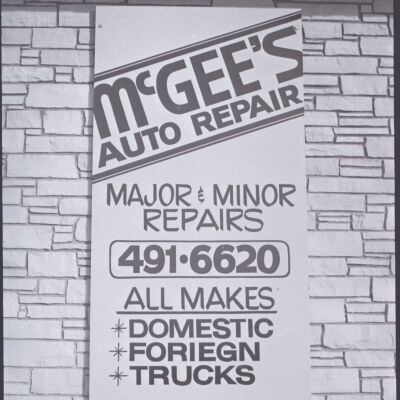 McGEE'S
AUTO REPAIR
MAJOR & MINOR
REPAIRS
491•6620
ALL MAKES
*DOMESTIC
*FORIEGN
*TRUCKS